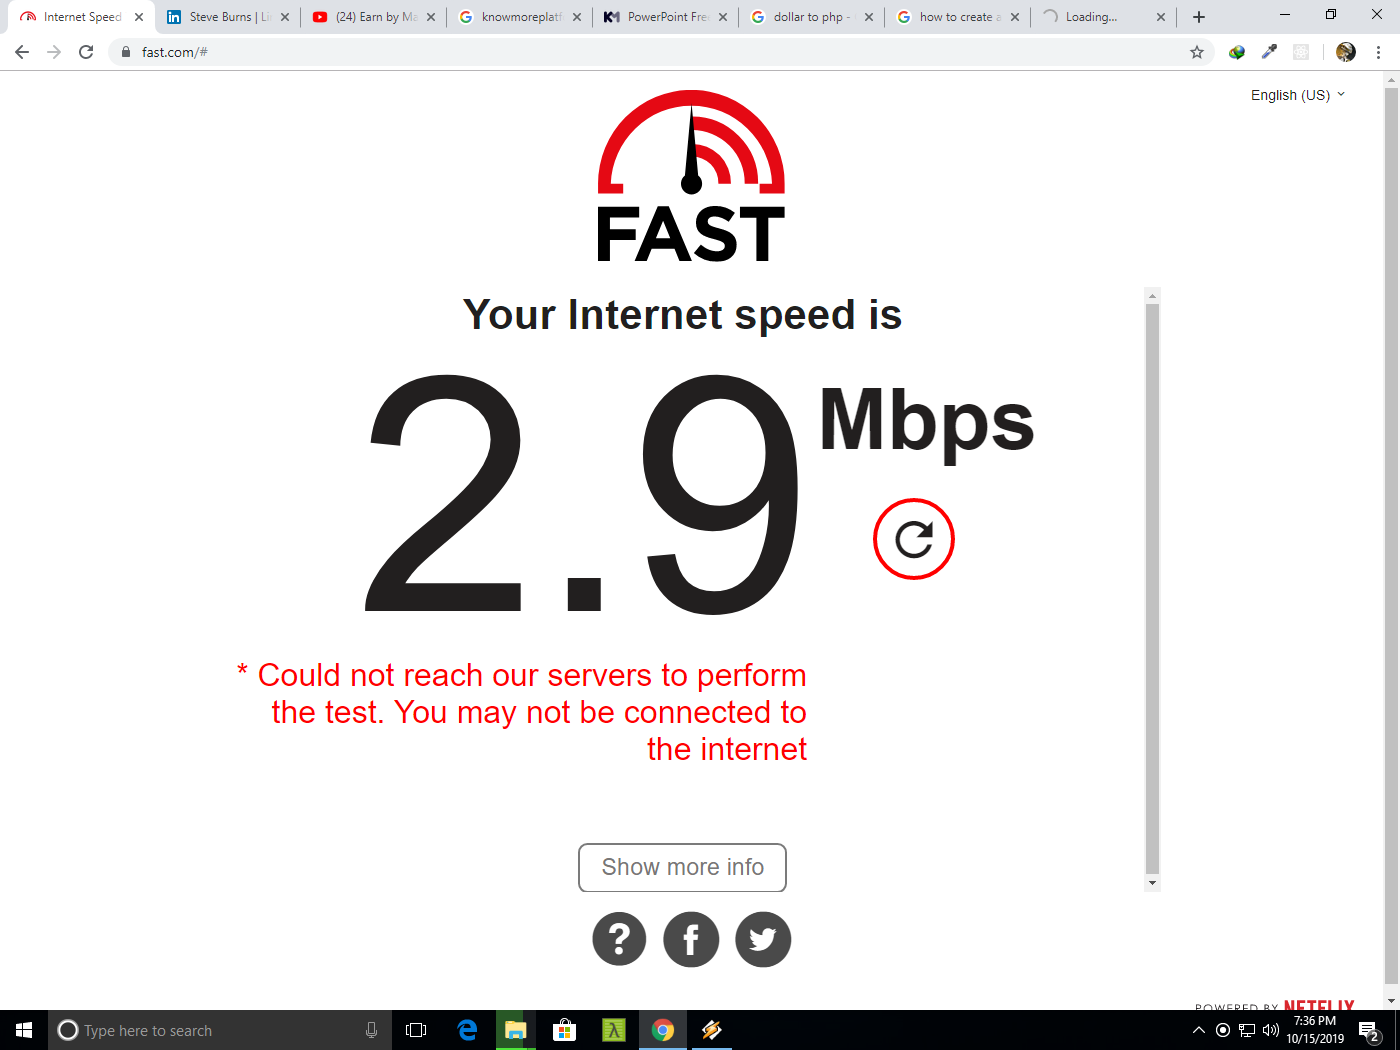 Internet Speed
Steve Burns | Li
(24) Earn by Ma
knowmoreplatf
PowerPoint Fre
dollar to php -
how to create a
Loading...
fast.com/#
English (US)
FAST
Your Internet speed is
2.9 Mbps
* Could not reach our servers to perform
the test. You may not be connected to
the internet
Show more info
?
f
POWERED BY NETFLIX
Type here to search
7:36 PM
10/15/2019
2